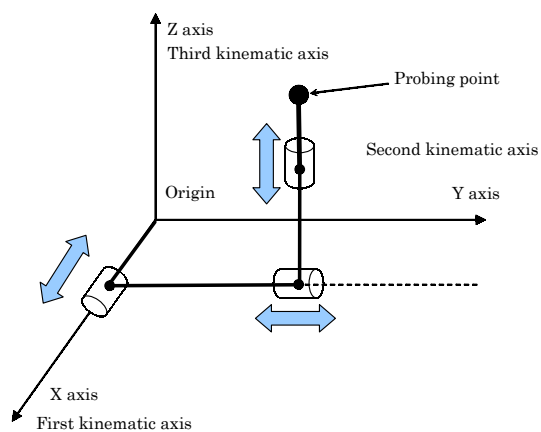 Z axis
Third kinematic axis
Probing point
Second kinematic axis
Origin
Y axis
X axis
First kinematic axis